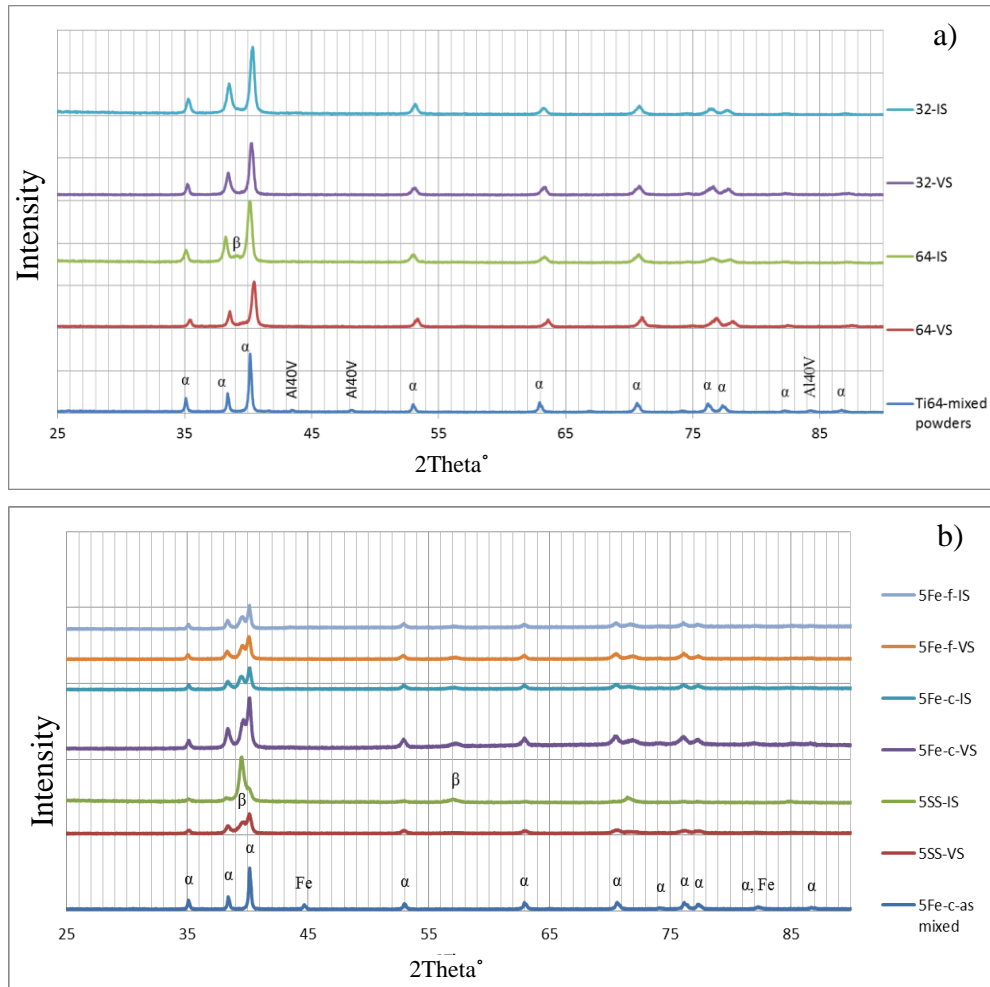 a)
32-IS
32-VS
64-IS
64-VS
Ti64-mixed
powders
Intensity
β
α α α Al40V Al40V α α α α α α Al40V α
25 35 45 55 65 75 85
2Theta°
b)
5Fe-f-IS
5Fe-f-VS
5Fe-c-IS
5Fe-c-VS
5SS-IS
5SS-VS
5Fe-c-as
mixed
Intensity
β β
α α α Fe α α α α α α α, Fe α
25 35 45 55 65 75 85
2Theta°